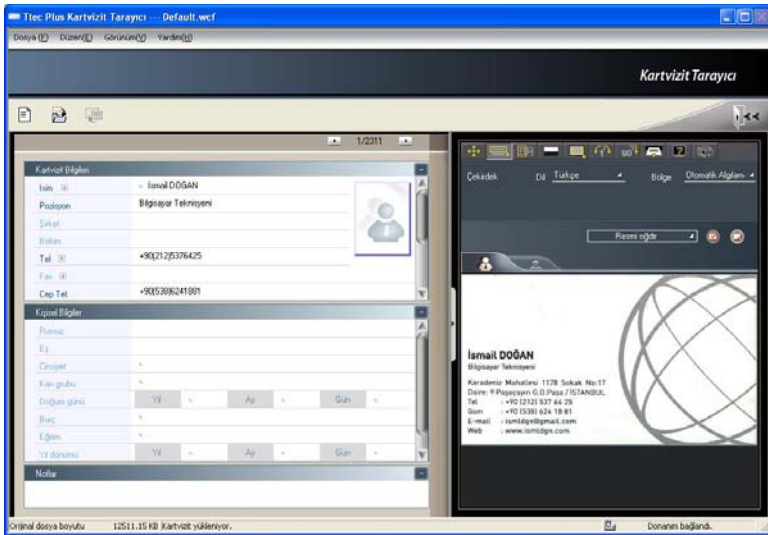 Ttec Plus Kartvizit Tarayıcı --- Default.wcf
Dosya (F) Düzen(E) Görünüm(V) Yardım(H)
Kartvizit Tarayıcı
1/2311
Kartvizit Bilgileri
İsim İsmail DOĞAN
Pozisyon Bilgisayar Teknisyeni
Şirket
Bölüm
Tel +90(212)5376425
Fax
Cep Tel +90(538)6241881
Kişisel Bilgiler
Rumuz
Eş
Cinsiyet
Kan grubu
Doğum günü Yıl Ay Gün
Burç
Eğitim
Yıl dönümü Yıl Ay Gün
Notlar
Çekirdek Dil Türkçe Bölge Otomatik Algılam
Resmi sığdır
İsmail DOĞAN
Bilgisayar Teknisyeni
Karadeniz Mahallesi 1178 Sokak No:17
Daire: 9 Paşaçayırı G.O.Paşa / İSTANBUL
Tel : +90 (212) 537 64 25
Gsm : +90 (538) 624 18 81
E-mail : ismldgn@gmail.com
Web : www.ismldgn.com
Orijinal dosya boyutu 12511.15 KB Kartvizit yükleniyor. Donanım bağlandı.